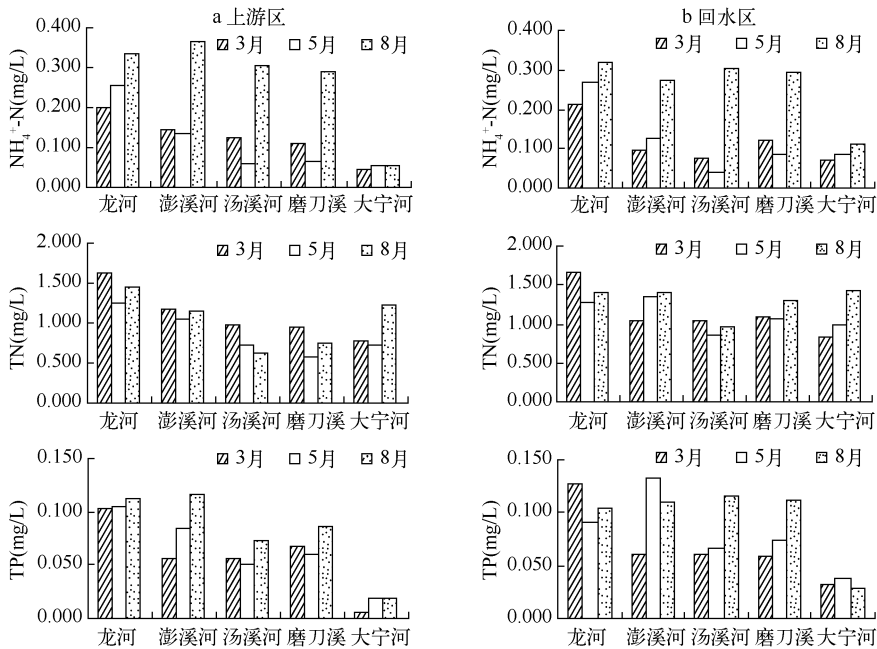 a 上游区
NH₄⁺-N(mg/L)
3月 5月 8月
0.400
0.300
0.200
0.100
0.000
龙河 澎溪河 汤溪河 磨刀溪 大宁河
b 回水区
NH₄⁺-N(mg/L)
3月 5月 8月
0.400
0.300
0.200
0.100
0.000
龙河 澎溪河 汤溪河 磨刀溪 大宁河
TN(mg/L)
3月 5月 8月
2.000
1.500
1.000
0.500
0.000
龙河 澎溪河 汤溪河 磨刀溪 大宁河
TN(mg/L)
3月 5月 8月
2.000
1.500
1.000
0.500
0.000
龙河 澎溪河 汤溪河 磨刀溪 大宁河
TP(mg/L)
3月 5月 8月
0.150
0.100
0.050
0.000
龙河 澎溪河 汤溪河 磨刀溪 大宁河
TP(mg/L)
3月 5月 8月
0.150
0.100
0.050
0.000
龙河 澎溪河 汤溪河 磨刀溪 大宁河